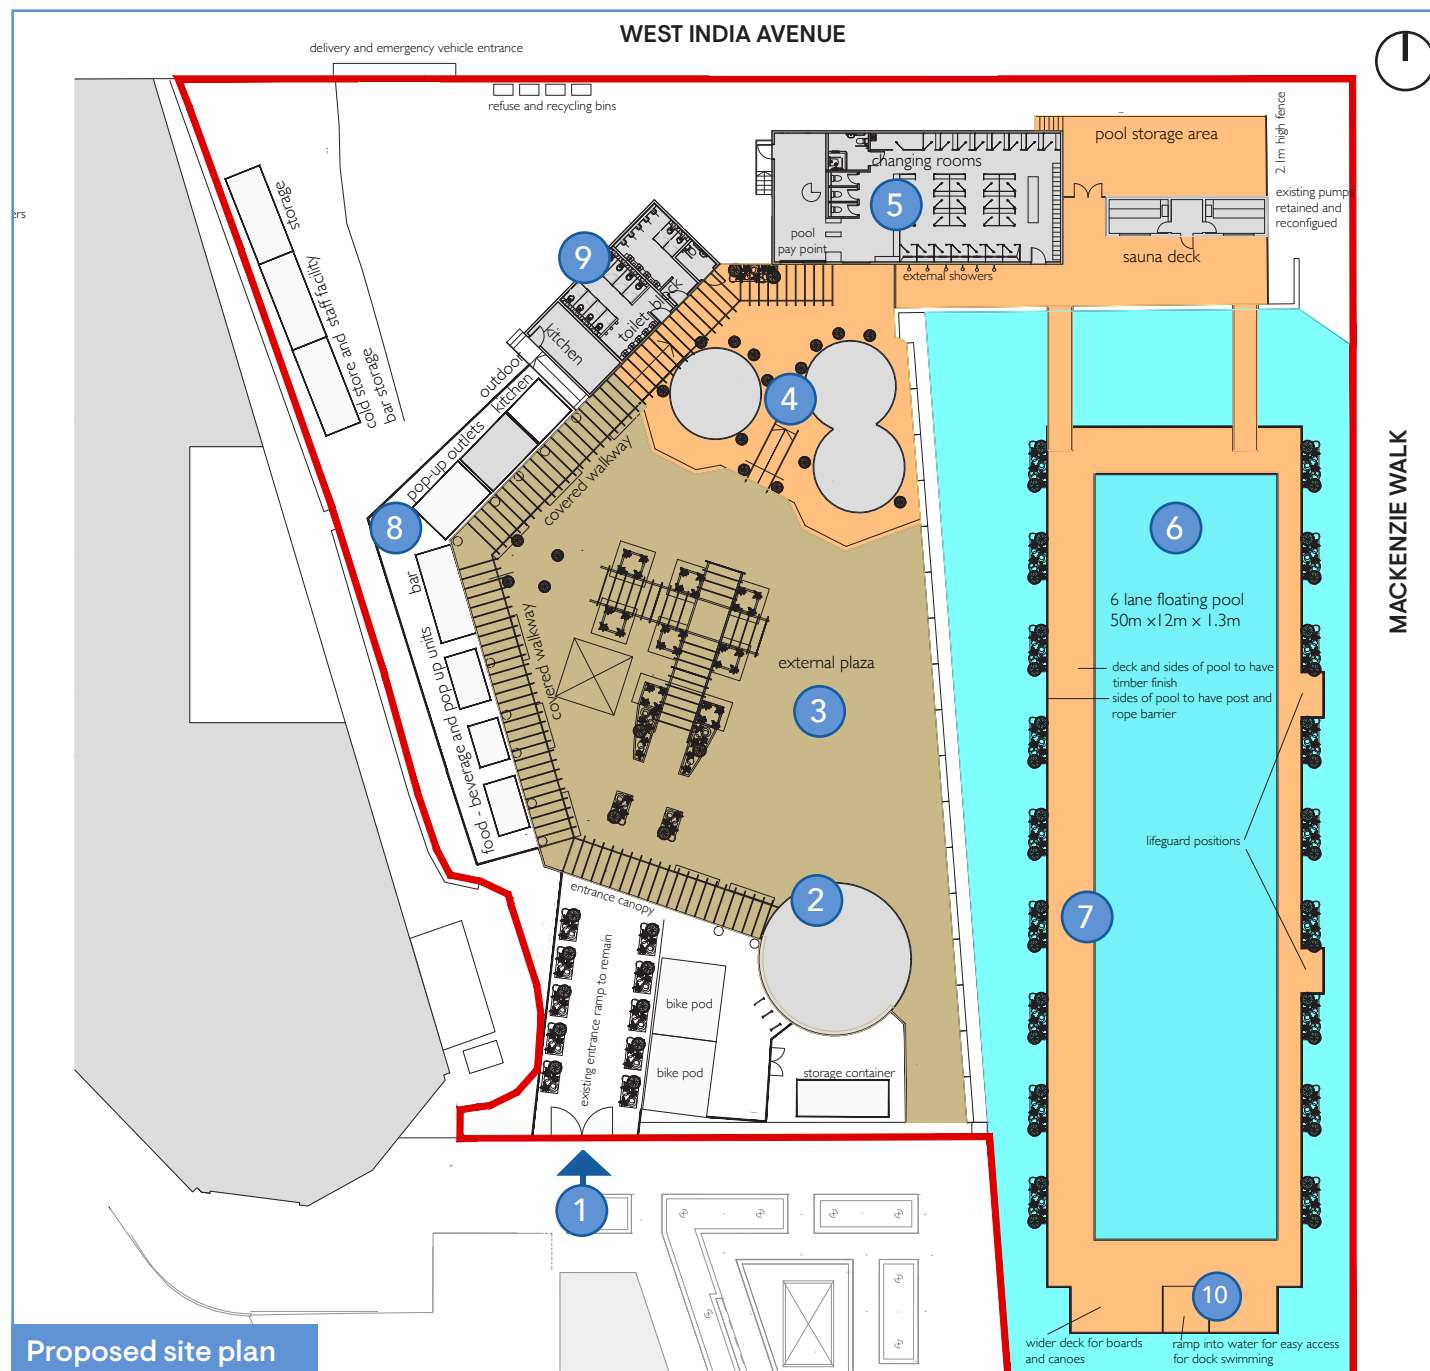 WEST INDIA AVENUE
delivery and emergency vehicle entrance
refuse and recycling bins
2.1m high fence
pool storage area
changing rooms
5
existing pumps
retained and
reconfigued
ers
storage
cold store and staff facility
bar storage
pool
pay point
external showers
sauna deck
9
toilet block
kitchen
outdoor
kitchen
4
pop-up outlets
covered walkway
8
bar
MACKENZIE WALK
6
6 lane floating pool
50m x12m x 1.3m
deck and sides of pool to have
timber finish
sides of pool to have post and
rope barrier
food - beverage and pop up units
covered walkway
external plaza
3
lifeguard positions
2
7
entrance canopy
existing entrance ramp to remain
bike pod
bike pod
storage container
1
10
wider deck for boards
and canoes
ramp into water for easy access
for dock swimming
Proposed site plan